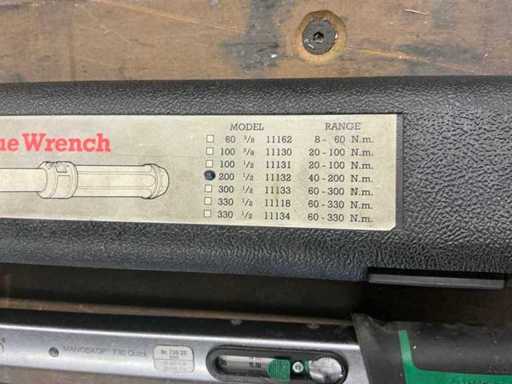 ue Wrench
MODEL RANGE
60 3/8 11162 8 - 60 N.m.
100 3/8 11130 20 - 100 N.m.
100 1/2 11131 20 - 100 N.m.
200 1/2 11132 40 - 200 N.m.
300 1/2 11133 60 - 300 N.m.
330 1/2 11118 60 - 330 N.m.
330 1/2 11134 60 - 330 N.m.
MANOSKOP
Quick